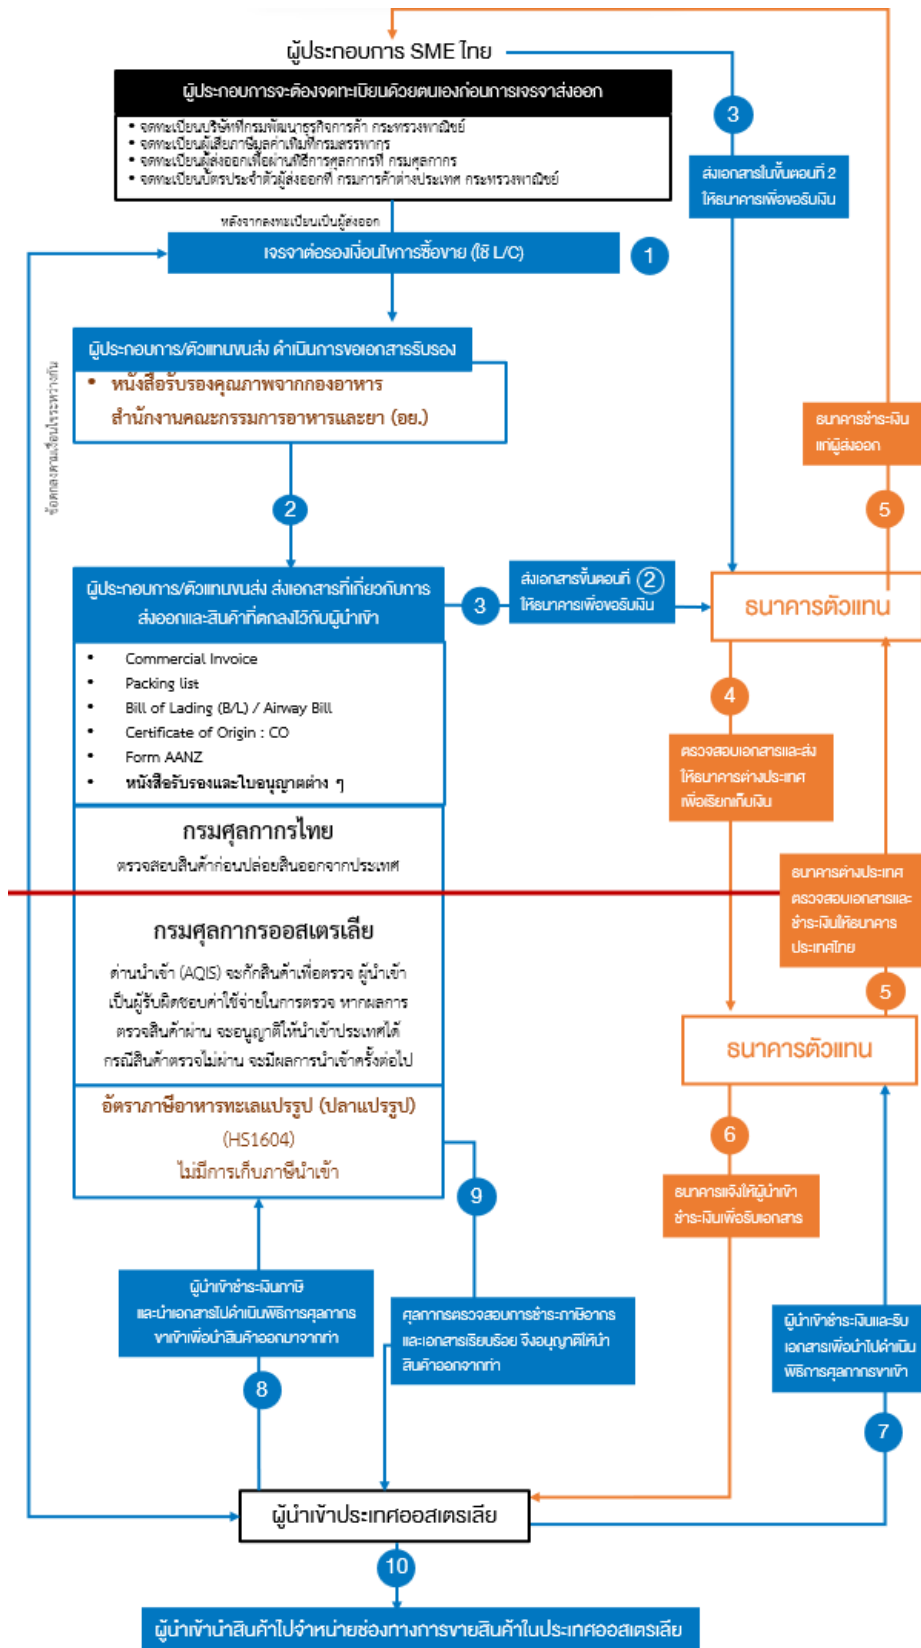 ผู้ประกอบการ SME ไทย
ผู้ประกอบการจะต้องจดทะเบียนด้วยตนเองก่อนการเจรจาส่งออก
• จดทะเบียนบริษัทที่กรมพัฒนาธุรกิจการค้า กระทรวงพาณิชย์
• จดทะเบียนผู้เสียภาษีมูลค่าเพิ่มที่กรมสรรพากร
• จดทะเบียนผู้ส่งออกเพื่อผ่านพิธีการศุลกากรที่ กรมศุลกากร
• จดทะเบียนบัตรประจำตัวผู้ส่งออกที่ กรมการค้าต่างประเทศ กระทรวงพาณิชย์
3
ส่งเอกสารในขั้นตอนที่ 2
ให้ธนาคารเพื่อขอรับเงิน
หลังจากลงทะเบียนเป็นผู้ส่งออก
เจรจาต่อรองเงื่อนไขการซื้อขาย (ใช้ L/C)
1
ผู้ประกอบการ/ตัวแทนขนส่ง ดำเนินการขอเอกสารรับรอง
• หนังสือรับรองคุณภาพจากกองอาหาร
สำนักงานคณะกรรมการอาหารและยา (อย.)
ข้อตกลงตามเงื่อนไขระหว่างกัน
ธนาคารชำระเงิน
แก่ผู้ส่งออก
5
2
ผู้ประกอบการ/ตัวแทนขนส่ง ส่งเอกสารที่เกี่ยวกับการ
ส่งออกและสินค้าที่ตกลงไว้กับผู้นำเข้า
3
ส่งเอกสารขั้นตอนที่ 2
ให้ธนาคารเพื่อขอรับเงิน
ธนาคารตัวแทน
• Commercial Invoice
• Packing list
• Bill of Lading (B/L) / Airway Bill
• Certificate of Origin : CO
• Form AANZ
• หนังสือรับรองและใบอนุญาตต่าง ๆ
4
ตรวจสอบเอกสารและส่ง
ให้ธนาคารต่างประเทศ
เพื่อเรียกเก็บเงิน
กรมศุลกากรไทย
ตรวจสอบสินค้าก่อนปล่อยสินออกจากประเทศ
ธนาคารต่างประเทศ
ตรวจสอบเอกสารและ
ชำระเงินให้ธนาคาร
ประเทศไทย
5
กรมศุลกากรออสเตรเลีย
ด่านนำเข้า (AQIS) จะกักสินค้าเพื่อตรวจ ผู้นำเข้า
เป็นผู้รับผิดชอบค่าใช้จ่ายในการตรวจ หากผลการ
ตรวจสินค้าผ่าน จะอนุญาติให้นำเข้าประเทศได้
กรณีสินค้าตรวจไม่ผ่าน จะมีผลการนำเข้าครั้งต่อไป
ธนาคารตัวแทน
อัตราภาษีอาหารทะเลแปรรูป (ปลาแปรรูป)
(HS1604)
ไม่มีการเก็บภาษีนำเข้า
6
ธนาคารแจ้งให้ผู้นำเข้า
ชำระเงินเพื่อรับเอกสาร
9
ผู้นำเข้าชำระเงินภาษี
และนำเอกสารไปดำเนินพิธีการศุลกากร
ขาเข้าเพื่อนำสินค้าออกมาจากท่า
8
ศุลกากรตรวจสอบการชำระภาษีอากร
และเอกสารเรียบร้อย จึงอนุญาติให้นำ
สินค้าออกจากท่า
ผู้นำเข้าชำระเงินและรับ
เอกสารเพื่อนำไปดำเนิน
พิธีการศุลกากรขาเข้า
7
ผู้นำเข้าประเทศออสเตรเลีย
10
ผู้นำเข้านำสินค้าไปจำหน่ายช่องทางการขายสินค้าในประเทศออสเตรเลีย